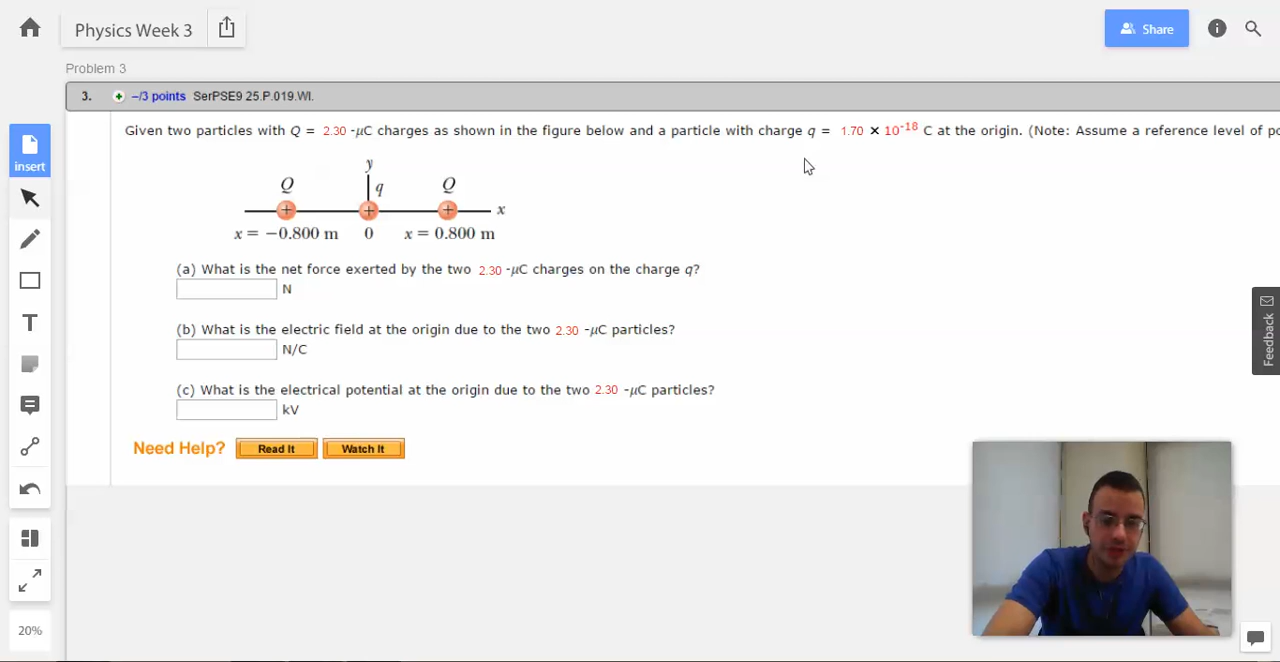 Physics Week 3
Share
Problem 3
3. –/3 points SerPSE9 25.P.019.WI.
insert
Given two particles with Q = 2.30 -μC charges as shown in the figure below and a particle with charge q = 1.70 × 10⁻¹⁸ C at the origin. (Note: Assume a reference level of
y
Q q Q
+ + +
x
x = −0.800 m 0 x = 0.800 m
(a) What is the net force exerted by the two 2.30 -μC charges on the charge q?
N
(b) What is the electric field at the origin due to the two 2.30 -μC particles?
N/C
(c) What is the electrical potential at the origin due to the two 2.30 -μC particles?
kV
Need Help? Read It Watch It
Feedback
20%